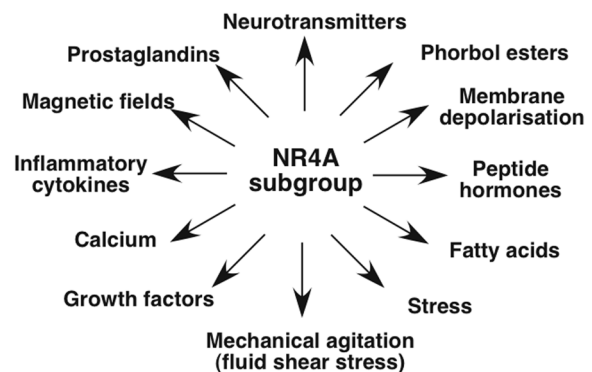 Neurotransmitters
Prostaglandins
Phorbol esters
Magnetic fields
Membrane
depolarisation
Inflammatory
cytokines
NR4A
subgroup
Peptide
hormones
Calcium
Fatty acids
Growth factors
Stress
Mechanical agitation
(fluid shear stress)